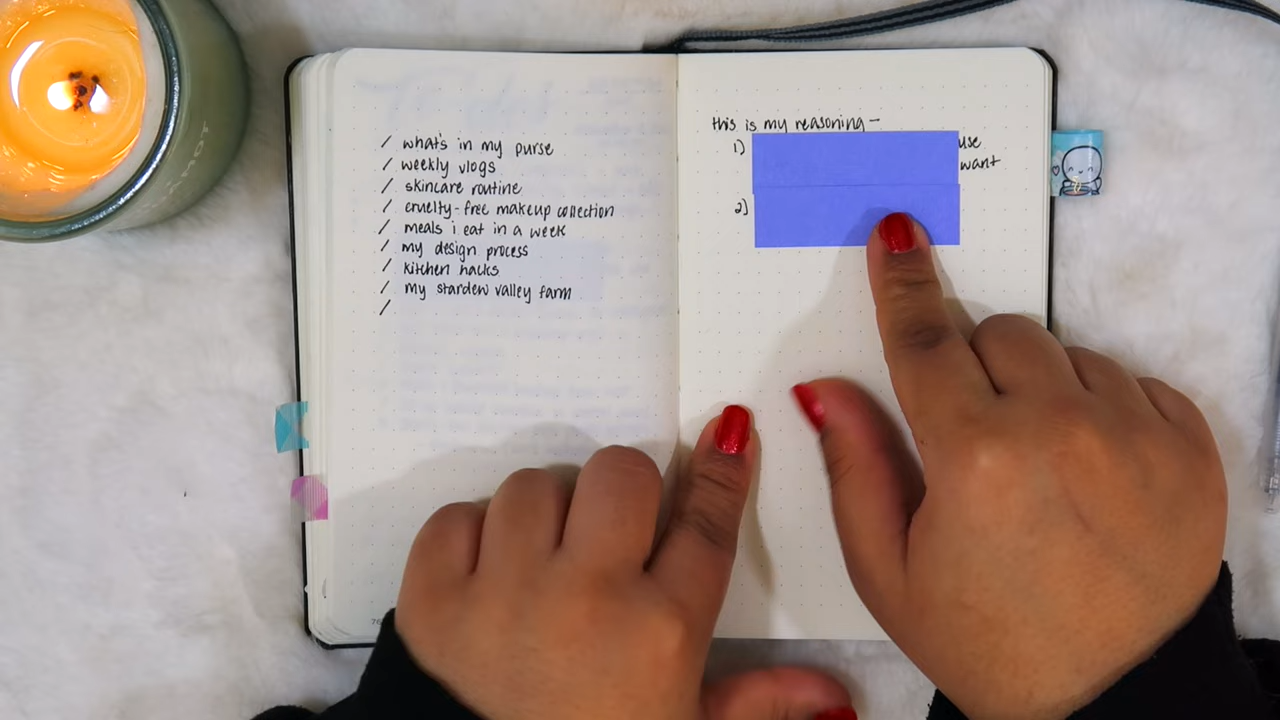 / what's in my purse
/ weekly vlogs
/ skincare routine
/ cruelty-free makeup collection
/ meals i eat in a week
/ my design process
/ kitchen hacks
/ my stardew valley farm
/
this is my reasoning -
1)
want
2)